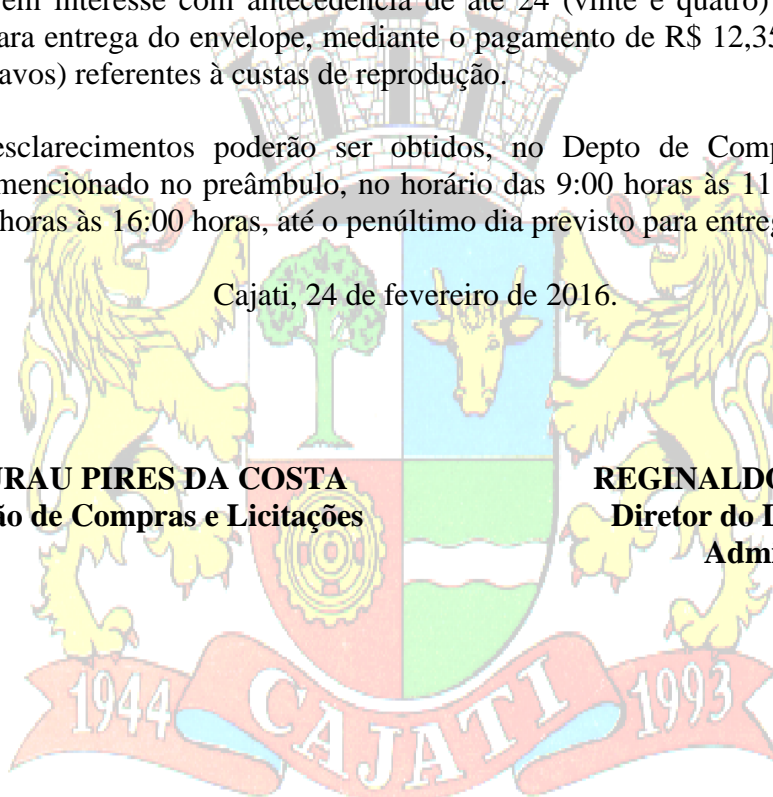 em interesse com antecedência de até 24 (vinte e quatro)
ara entrega do envelope, mediante o pagamento de R$ 12,35
avos) referentes à custas de reprodução.
esclarecimentos poderão ser obtidos, no Depto de Comp
mencionado no preâmbulo, no horário das 9:00 horas às 11
horas às 16:00 horas, até o penúltimo dia previsto para entreg
Cajati, 24 de fevereiro de 2016.
URAU PIRES DA COSTA REGINALDO
ão de Compras e Licitações Diretor do
Admi
1944 CAJATI 1993